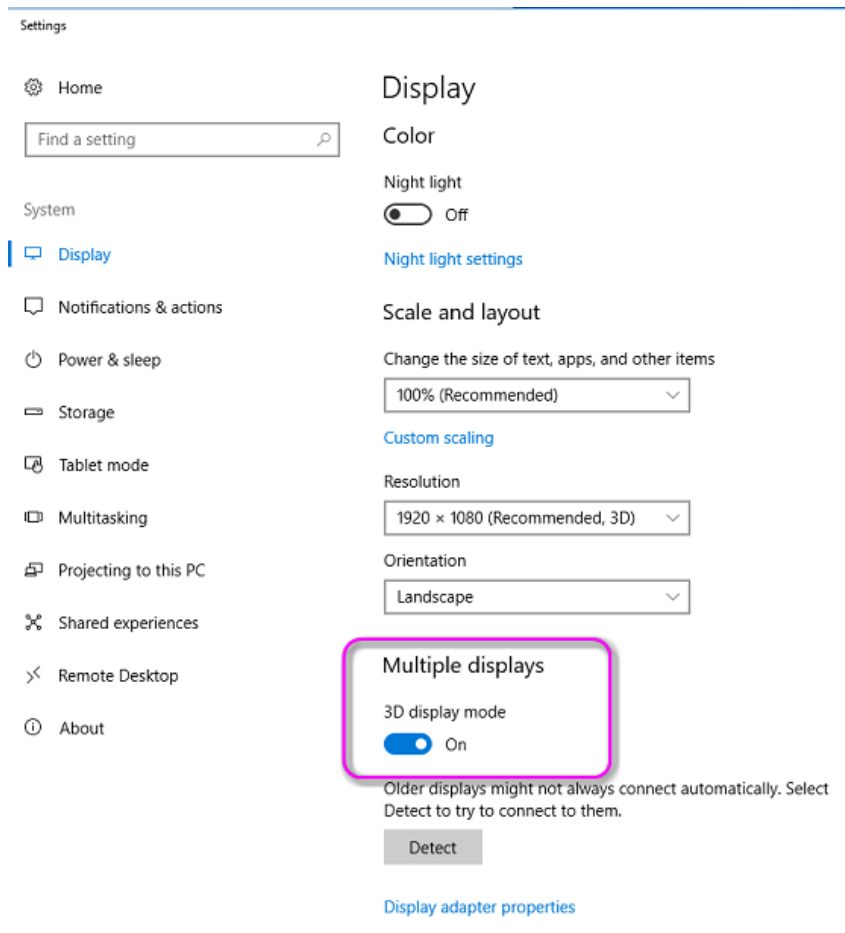 Settings
Home
Find a setting
System
Display
Notifications & actions
Power & sleep
Storage
Tablet mode
Multitasking
Projecting to this PC
Shared experiences
Remote Desktop
About
Display
Color
Night light
Off
Night light settings
Scale and layout
Change the size of text, apps, and other items
100% (Recommended)
Custom scaling
Resolution
1920 × 1080 (Recommended, 3D)
Orientation
Landscape
Multiple displays
3D display mode
On
Older displays might not always connect automatically. Select
Detect to try to connect to them.
Detect
Display adapter properties